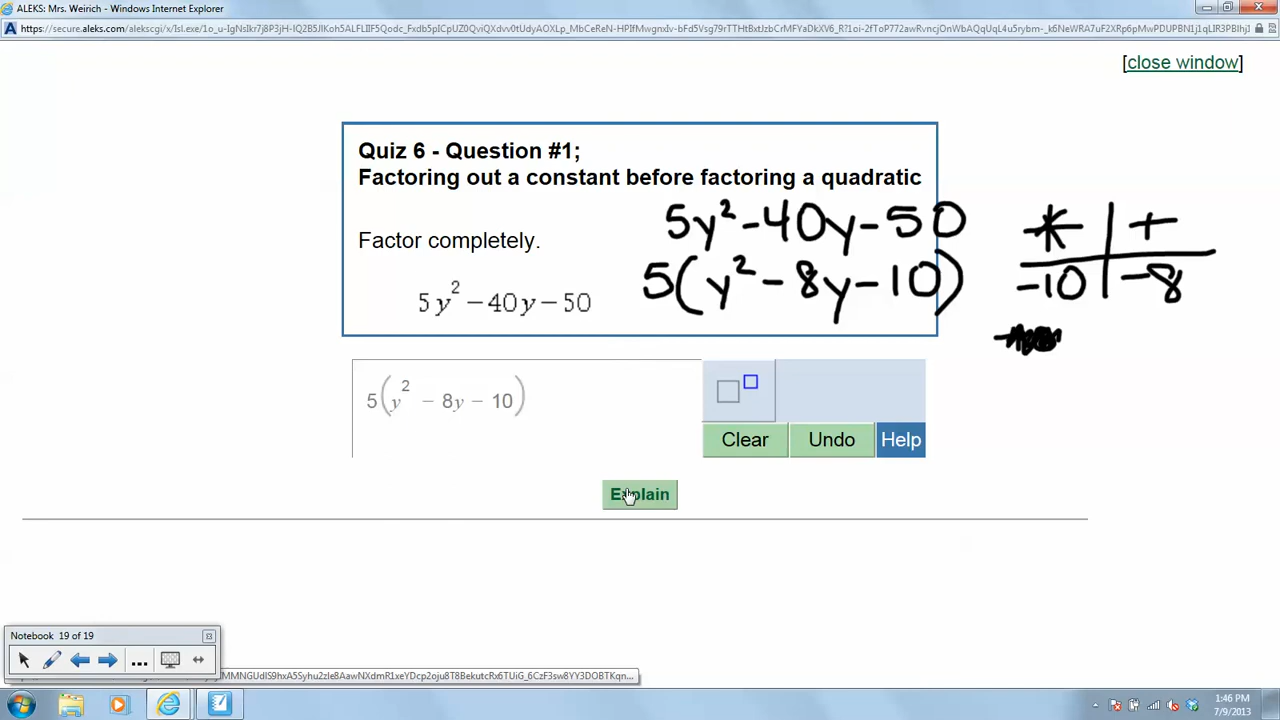 ALEKS: Mrs. Weirich - Windows Internet Explorer
[close window]
Quiz 6 - Question #1;
Factoring out a constant before factoring a quadratic
5y² -40y -50
* | +
Factor completely.
5(y² - 8y - 10)
-10 | -8
5y² - 40y - 50
5(y² - 8y - 10)
Clear Undo Help
Explain
Notebook 19 of 19
1:46 PM
7/9/2013